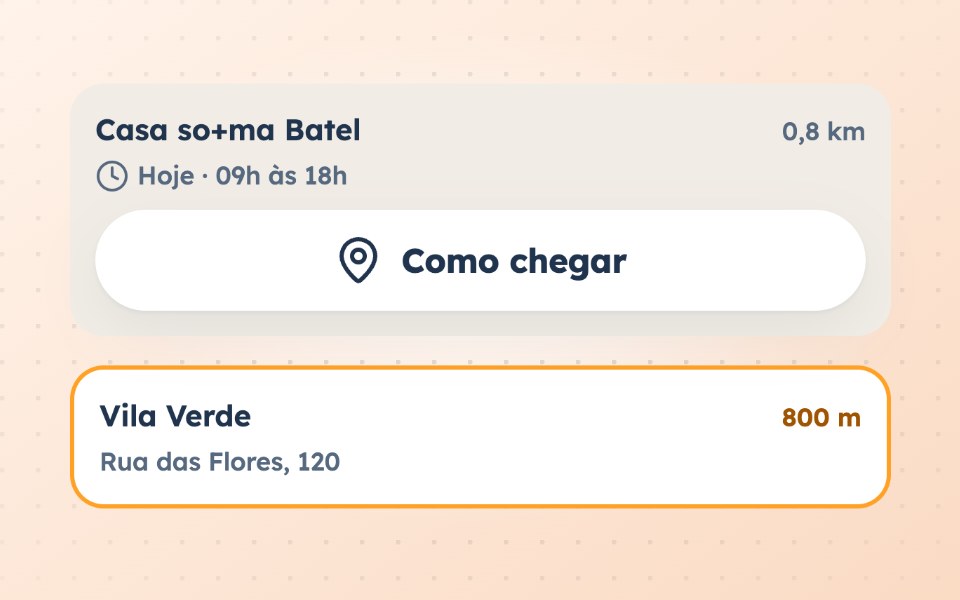 Casa so+ma Batel
0,8 km
Hoje · 09h às 18h
Como chegar
Vila Verde
800 m
Rua das Flores, 120